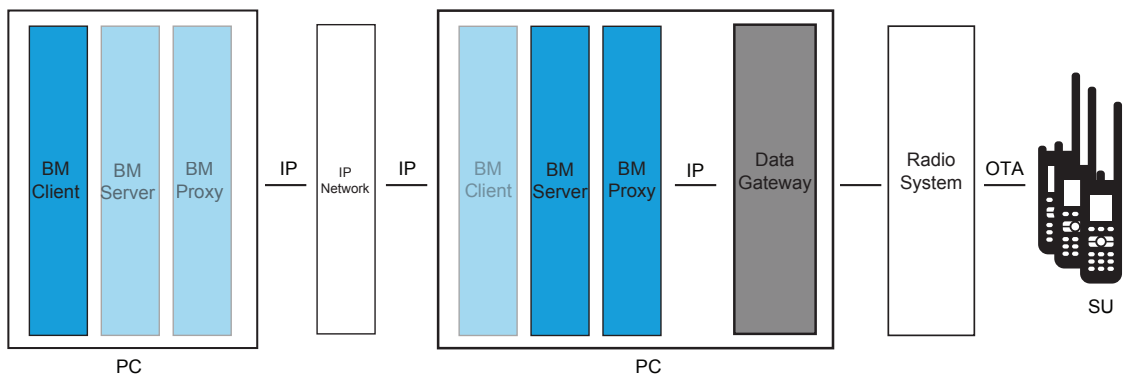 BM
Client
BM
Server
BM
Proxy
PC
IP
IP
Network
IP
BM
Client
BM
Server
BM
Proxy
IP
Data
Gateway
PC
Radio
System
OTA
SU